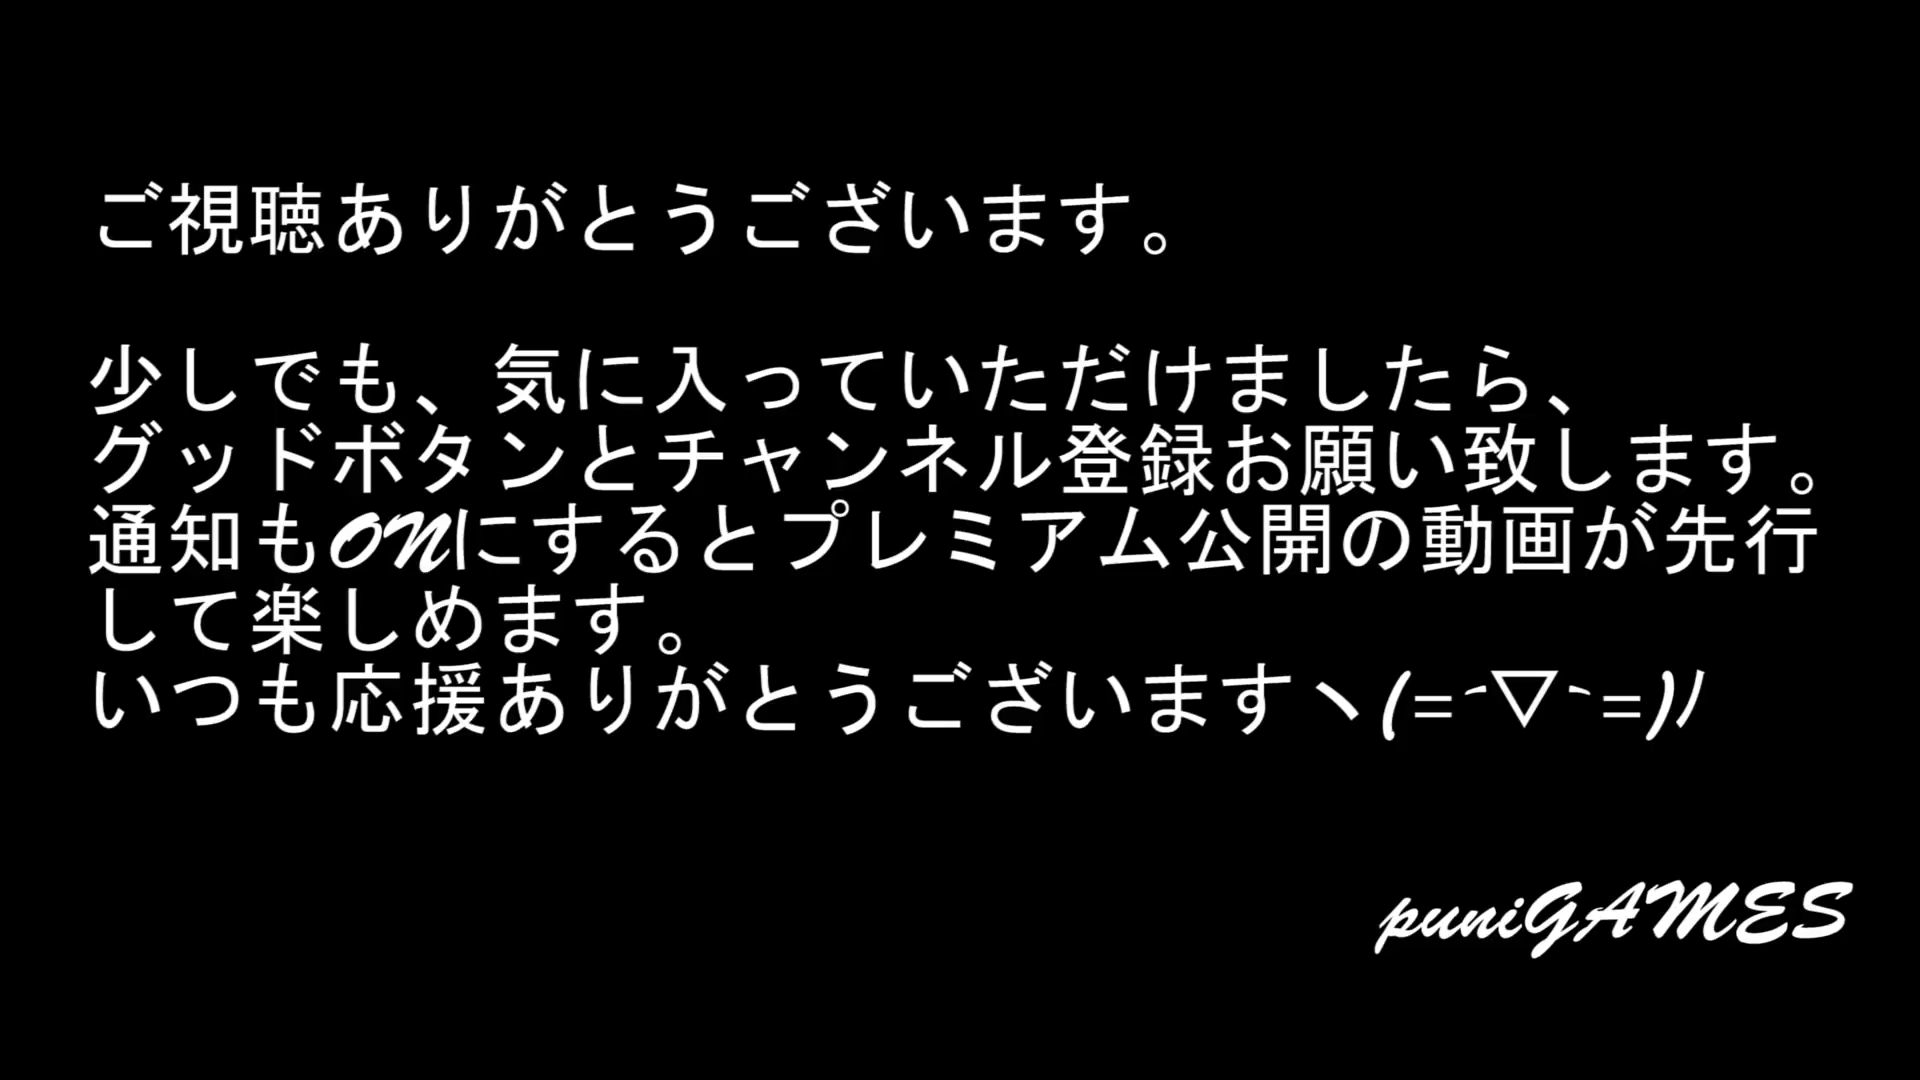 ご視聴ありがとうございます。
少しでも、気に入っていただけましたら、
グッドボタンとチャンネル登録お願い致します。
通知もONにするとプレミアム公開の動画が先行
して楽しめます。
いつも応援ありがとうございますヽ(=´▽`=)ﾉ
puniGAMES